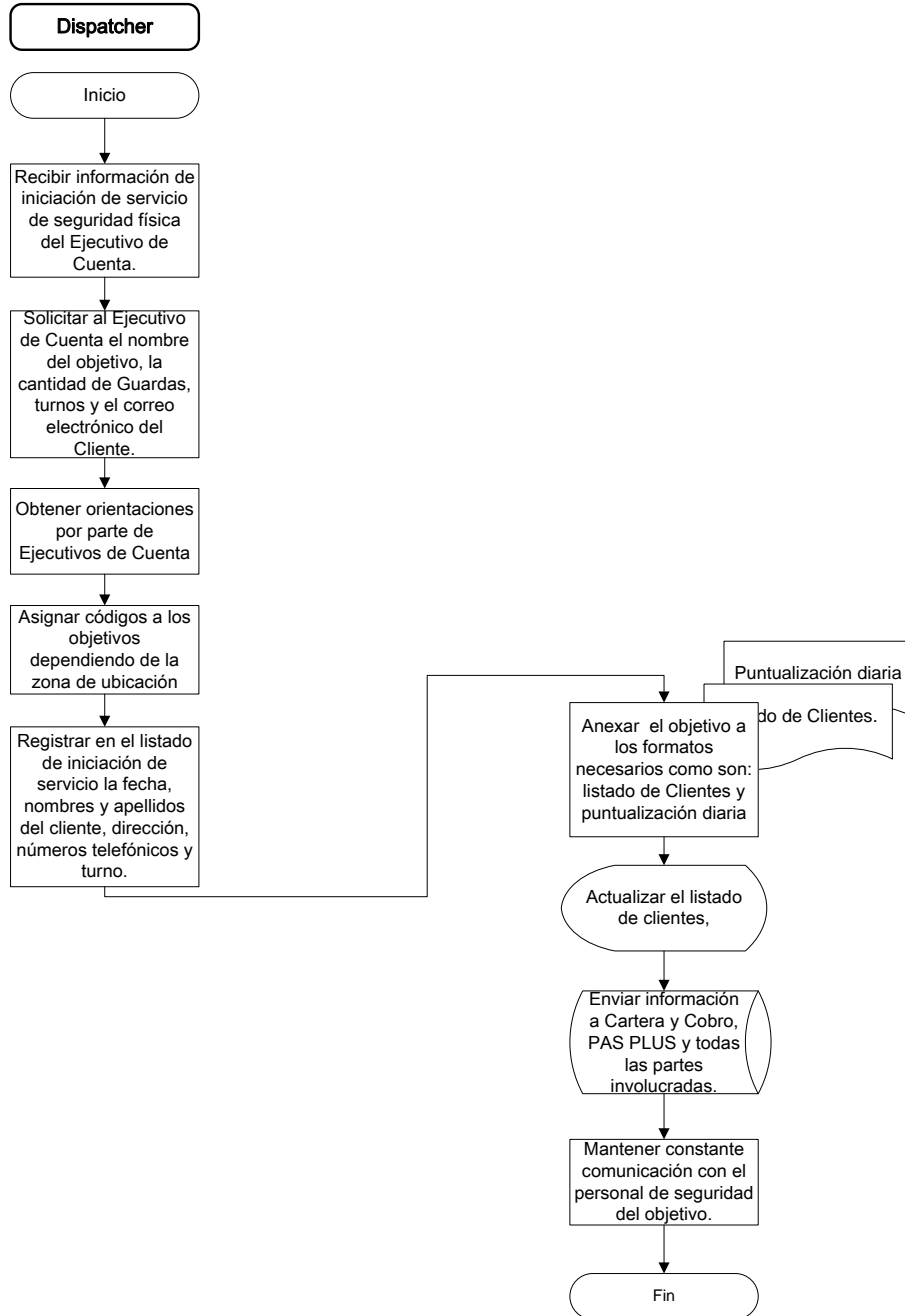 Dispatcher
Inicio
Recibir información de
iniciación de servicio
de seguridad física
del Ejecutivo de
Cuenta.
Solicitar al Ejecutivo
de Cuenta el nombre
del objetivo, la
cantidad de Guardas,
turnos y el correo
electrónico del
Cliente.
Obtener orientaciones
por parte de
Ejecutivos de Cuenta
Asignar códigos a los
objetivos
dependiendo de la
zona de ubicación
Registrar en el listado
de iniciación de
servicio la fecha,
nombres y apellidos
del cliente, dirección,
números telefónicos y
turno.
Puntualización diaria
do de Clientes.
Anexar el objetivo a
los formatos
necesarios como son:
listado de Clientes y
puntualización diaria
Actualizar el listado
de clientes,
Enviar información
a Cartera y Cobro,
PAS PLUS y todas
las partes
involucradas.
Mantener constante
comunicación con el
personal de seguridad
del objetivo.
Fin